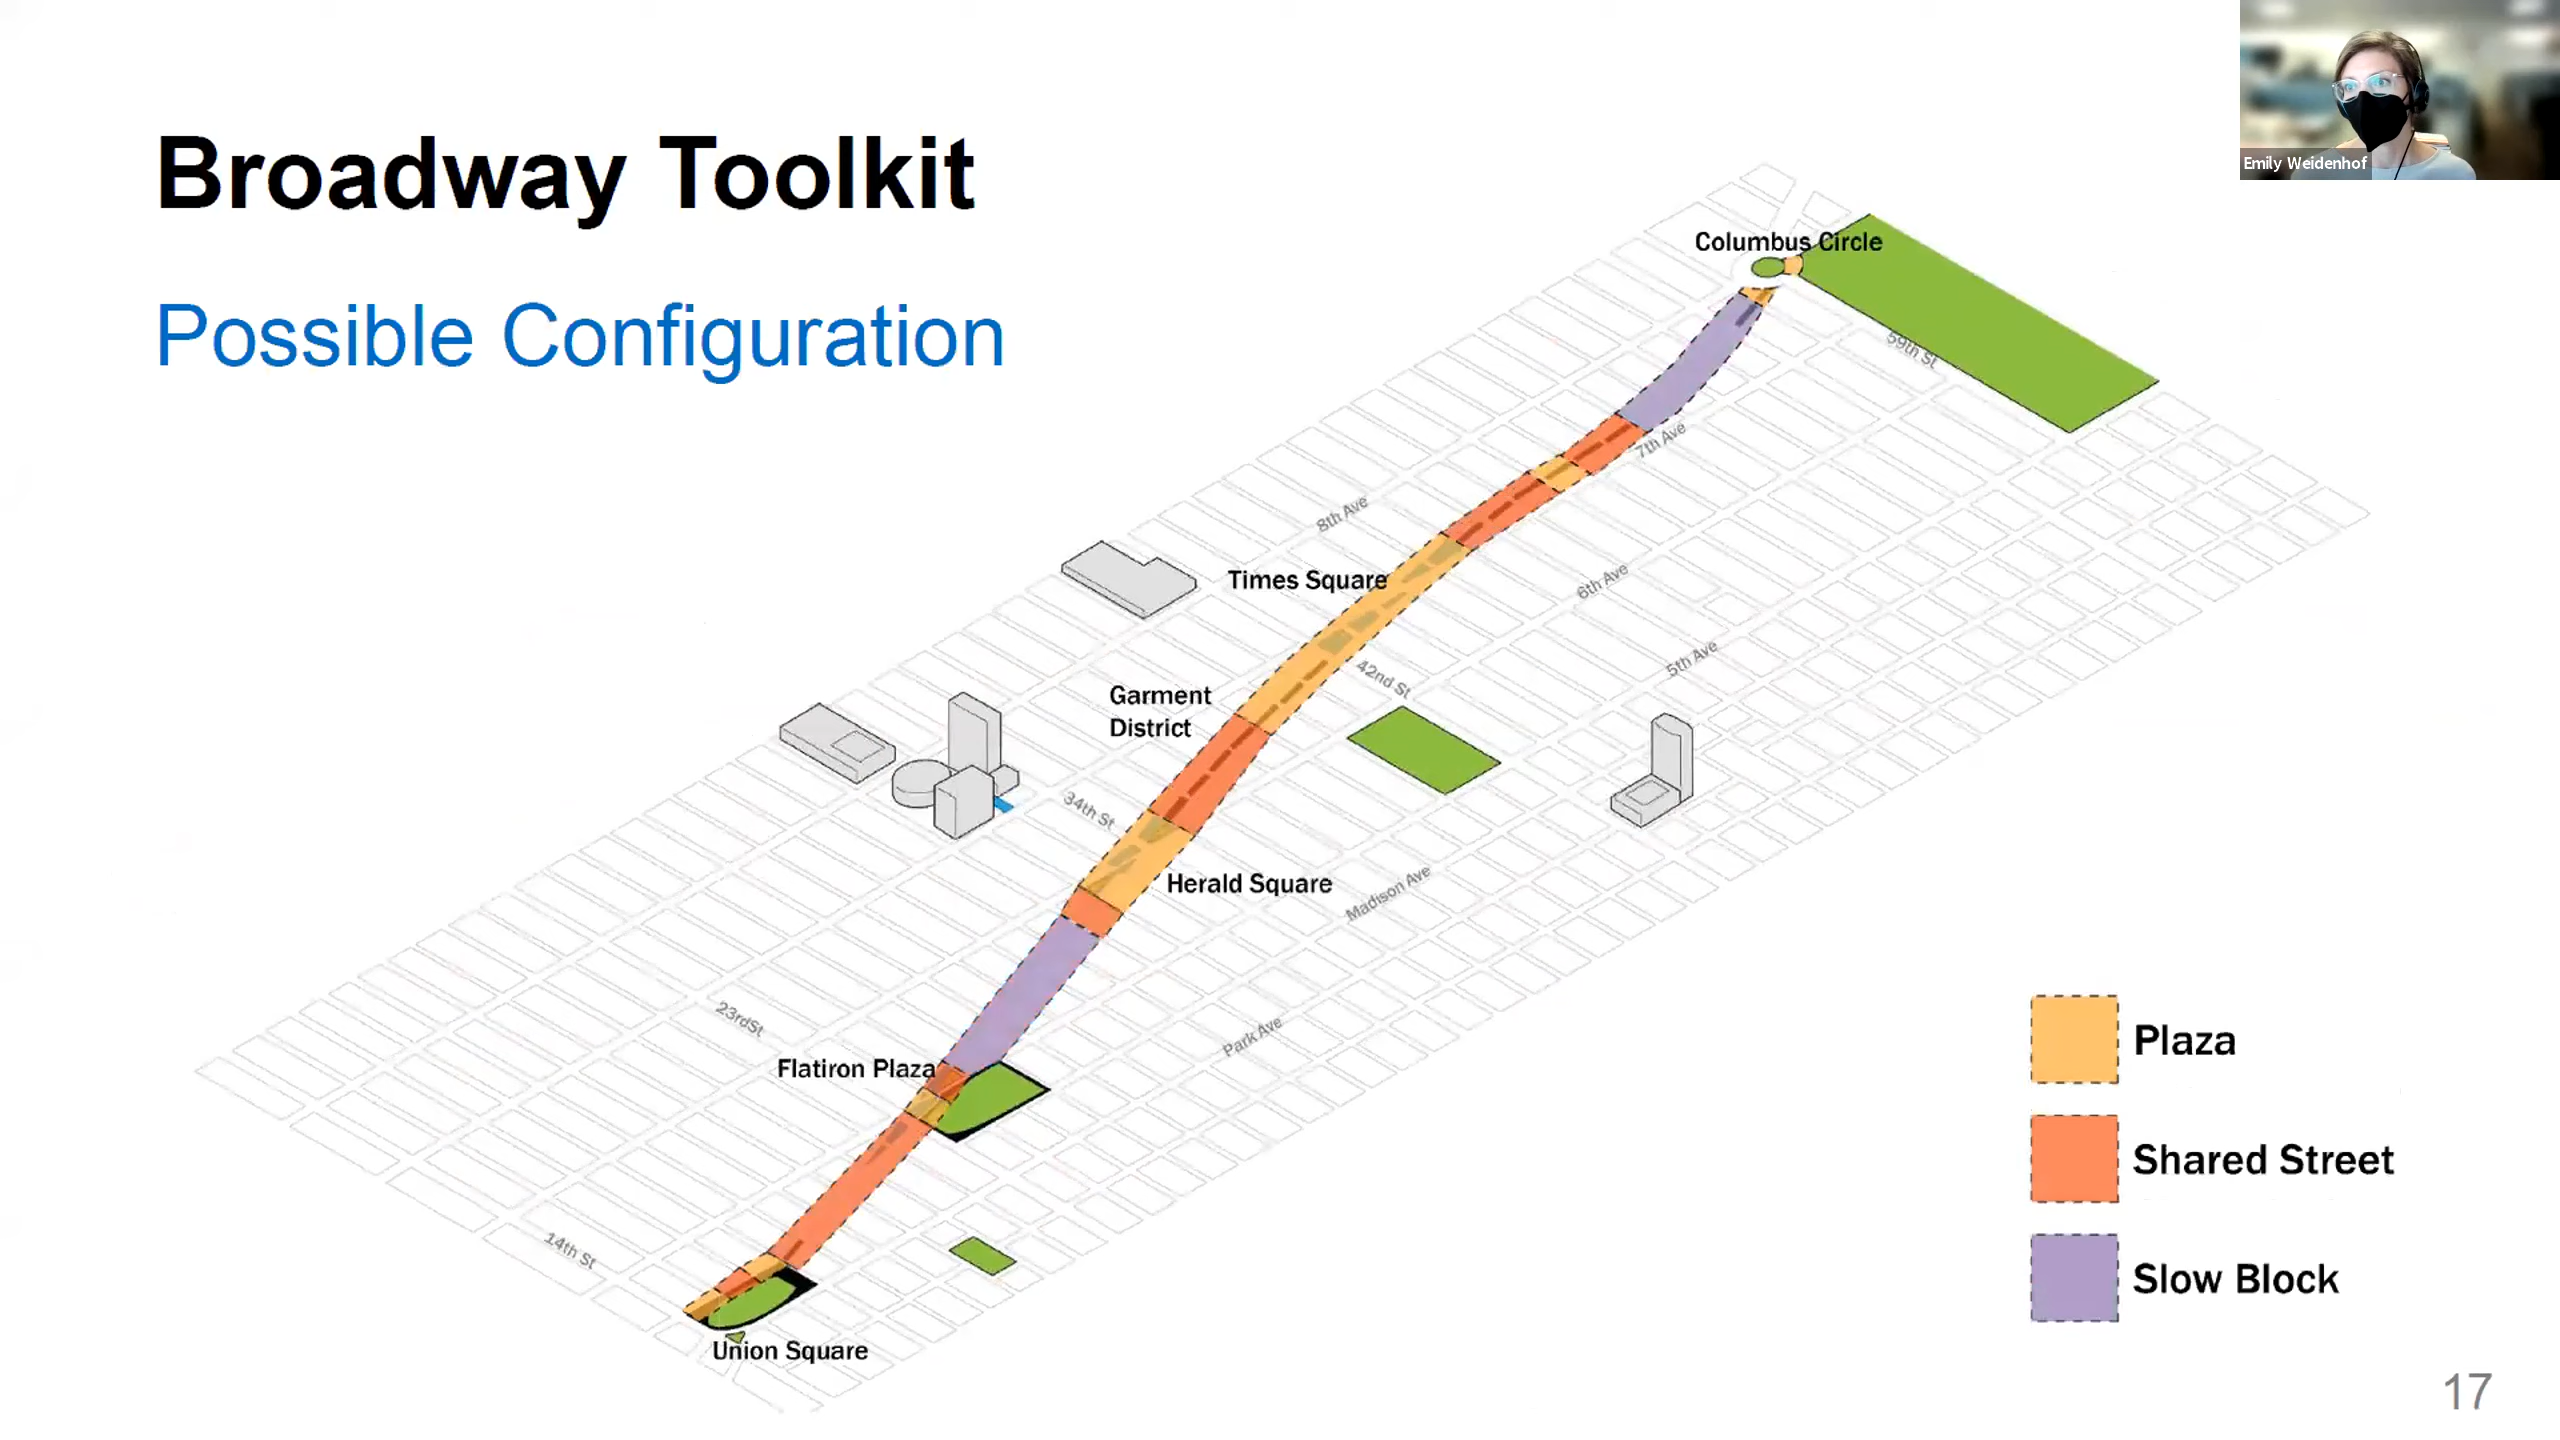 Broadway Toolkit
Possible Configuration
Emily Weidenhof
Columbus Circle
59th St
7th Ave
8th Ave
Times Square
6th Ave
5th Ave
42nd St
Garment
District
34th St
Herald Square
Madison Ave
23rdSt
Park Ave
Flatiron Plaza
14th St
Union Square
Plaza
Shared Street
Slow Block
17